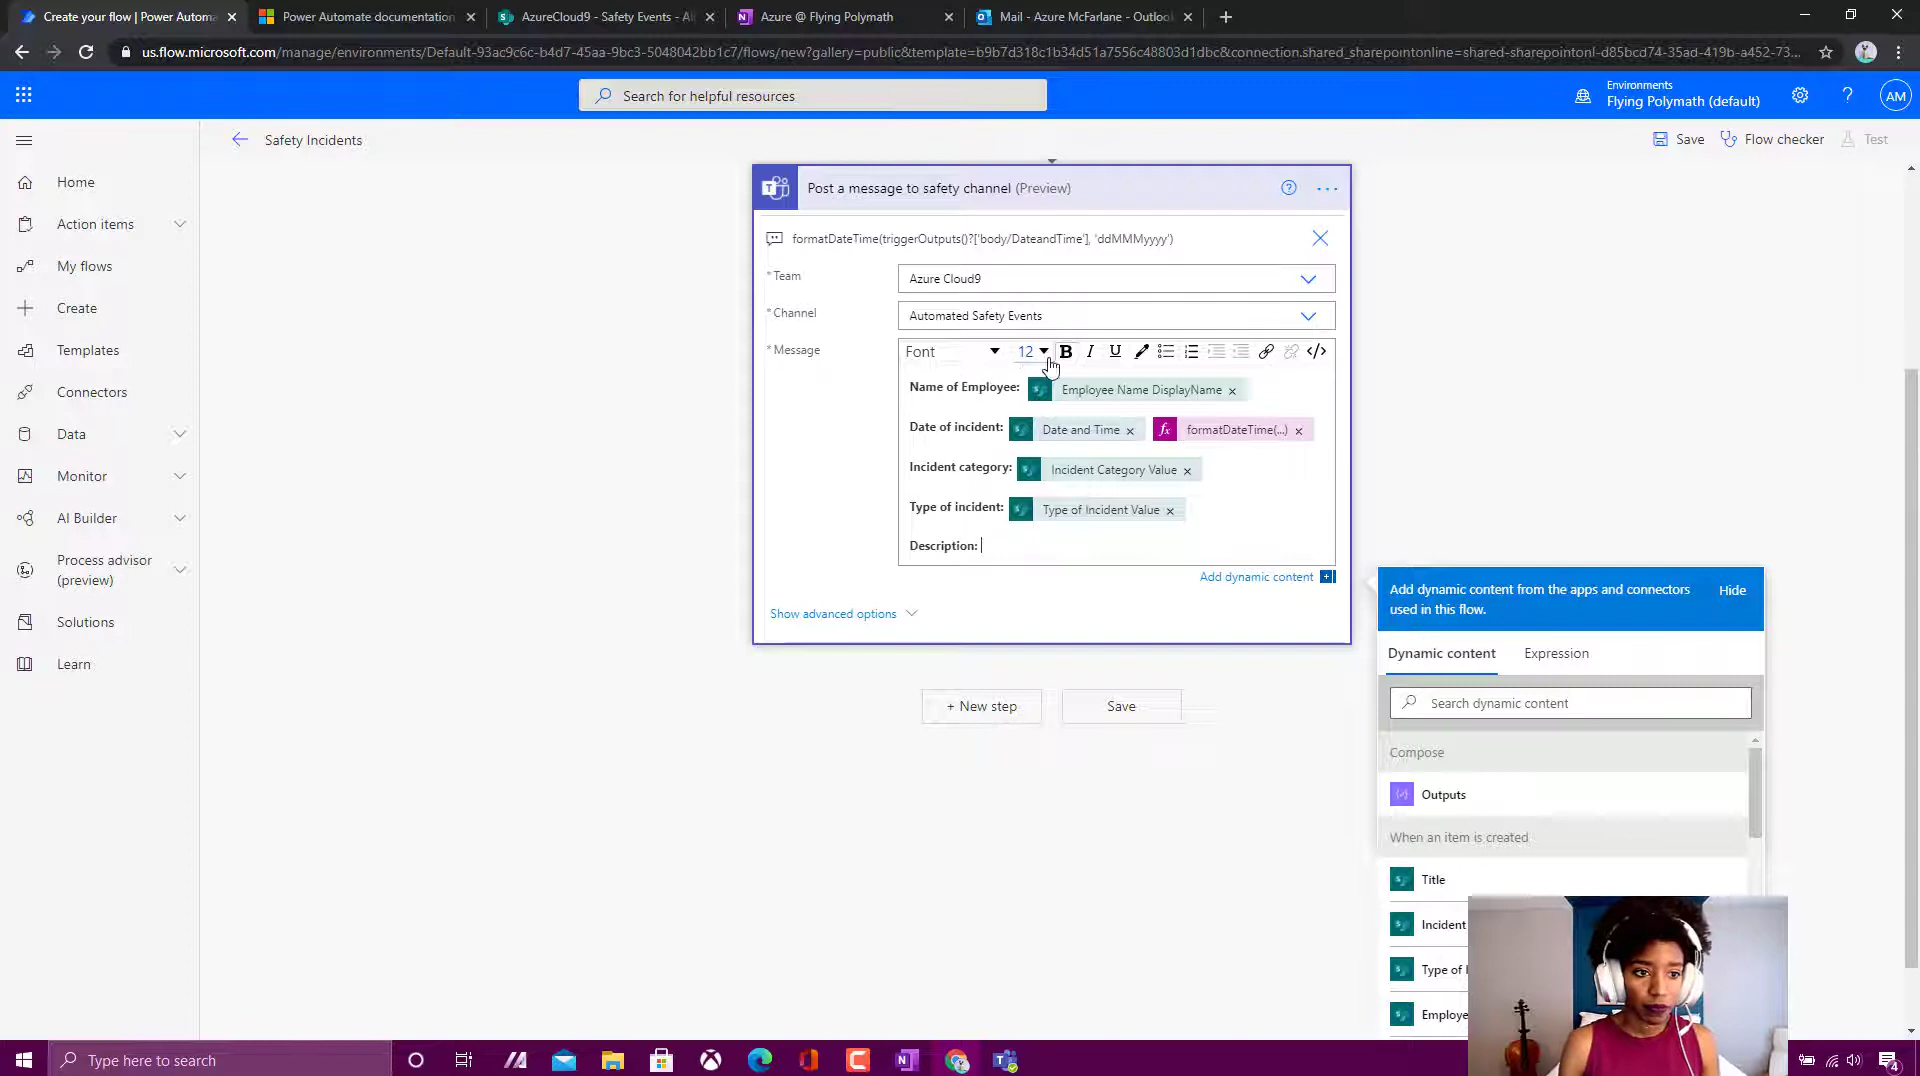 Create your flow | Power Automa
Power Automate documentation
AzureCloud9 - Safety Events - Al
Azure @ Flying Polymath
Mail - Azure McFarlane - Outlook
us.flow.microsoft.com/manage/environments/Default-93ac9c6c-b4d7-45aa-9bc3-5048042bb1c7/flows/new?gallery=public&template=b9b7d318c1b34d51a7556c48803d1dbc&connection.shared_sharepointonline=shared-sharepointonl-d85bcd74-35ad-419b-a452-73...
Search for helpful resources
Environments
Flying Polymath (default)
?
AM
Safety Incidents
Save
Flow checker
Test
Home
Action items
My flows
Create
Templates
Connectors
Data
Monitor
AI Builder
Process advisor
(preview)
Solutions
Learn
Post a message to safety channel (Preview)
formatDateTime(triggerOutputs()?['body/DateandTime'], 'ddMMMyyyy')
* Team
Azure Cloud9
* Channel
Automated Safety Events
* Message
Font 12 B I U </>
Name of Employee: Employee Name DisplayName ×
Date of incident: Date and Time × fx formatDateTime(...) ×
Incident category: Incident Category Value ×
Type of incident: Type of Incident Value ×
Description:
Add dynamic content
Show advanced options
+ New step
Save
Add dynamic content from the apps and connectors
used in this flow.
Hide
Dynamic content
Expression
Search dynamic content
Compose
Outputs
When an item is created
Title
Incident
Type of I
Employe
Type here to search
4